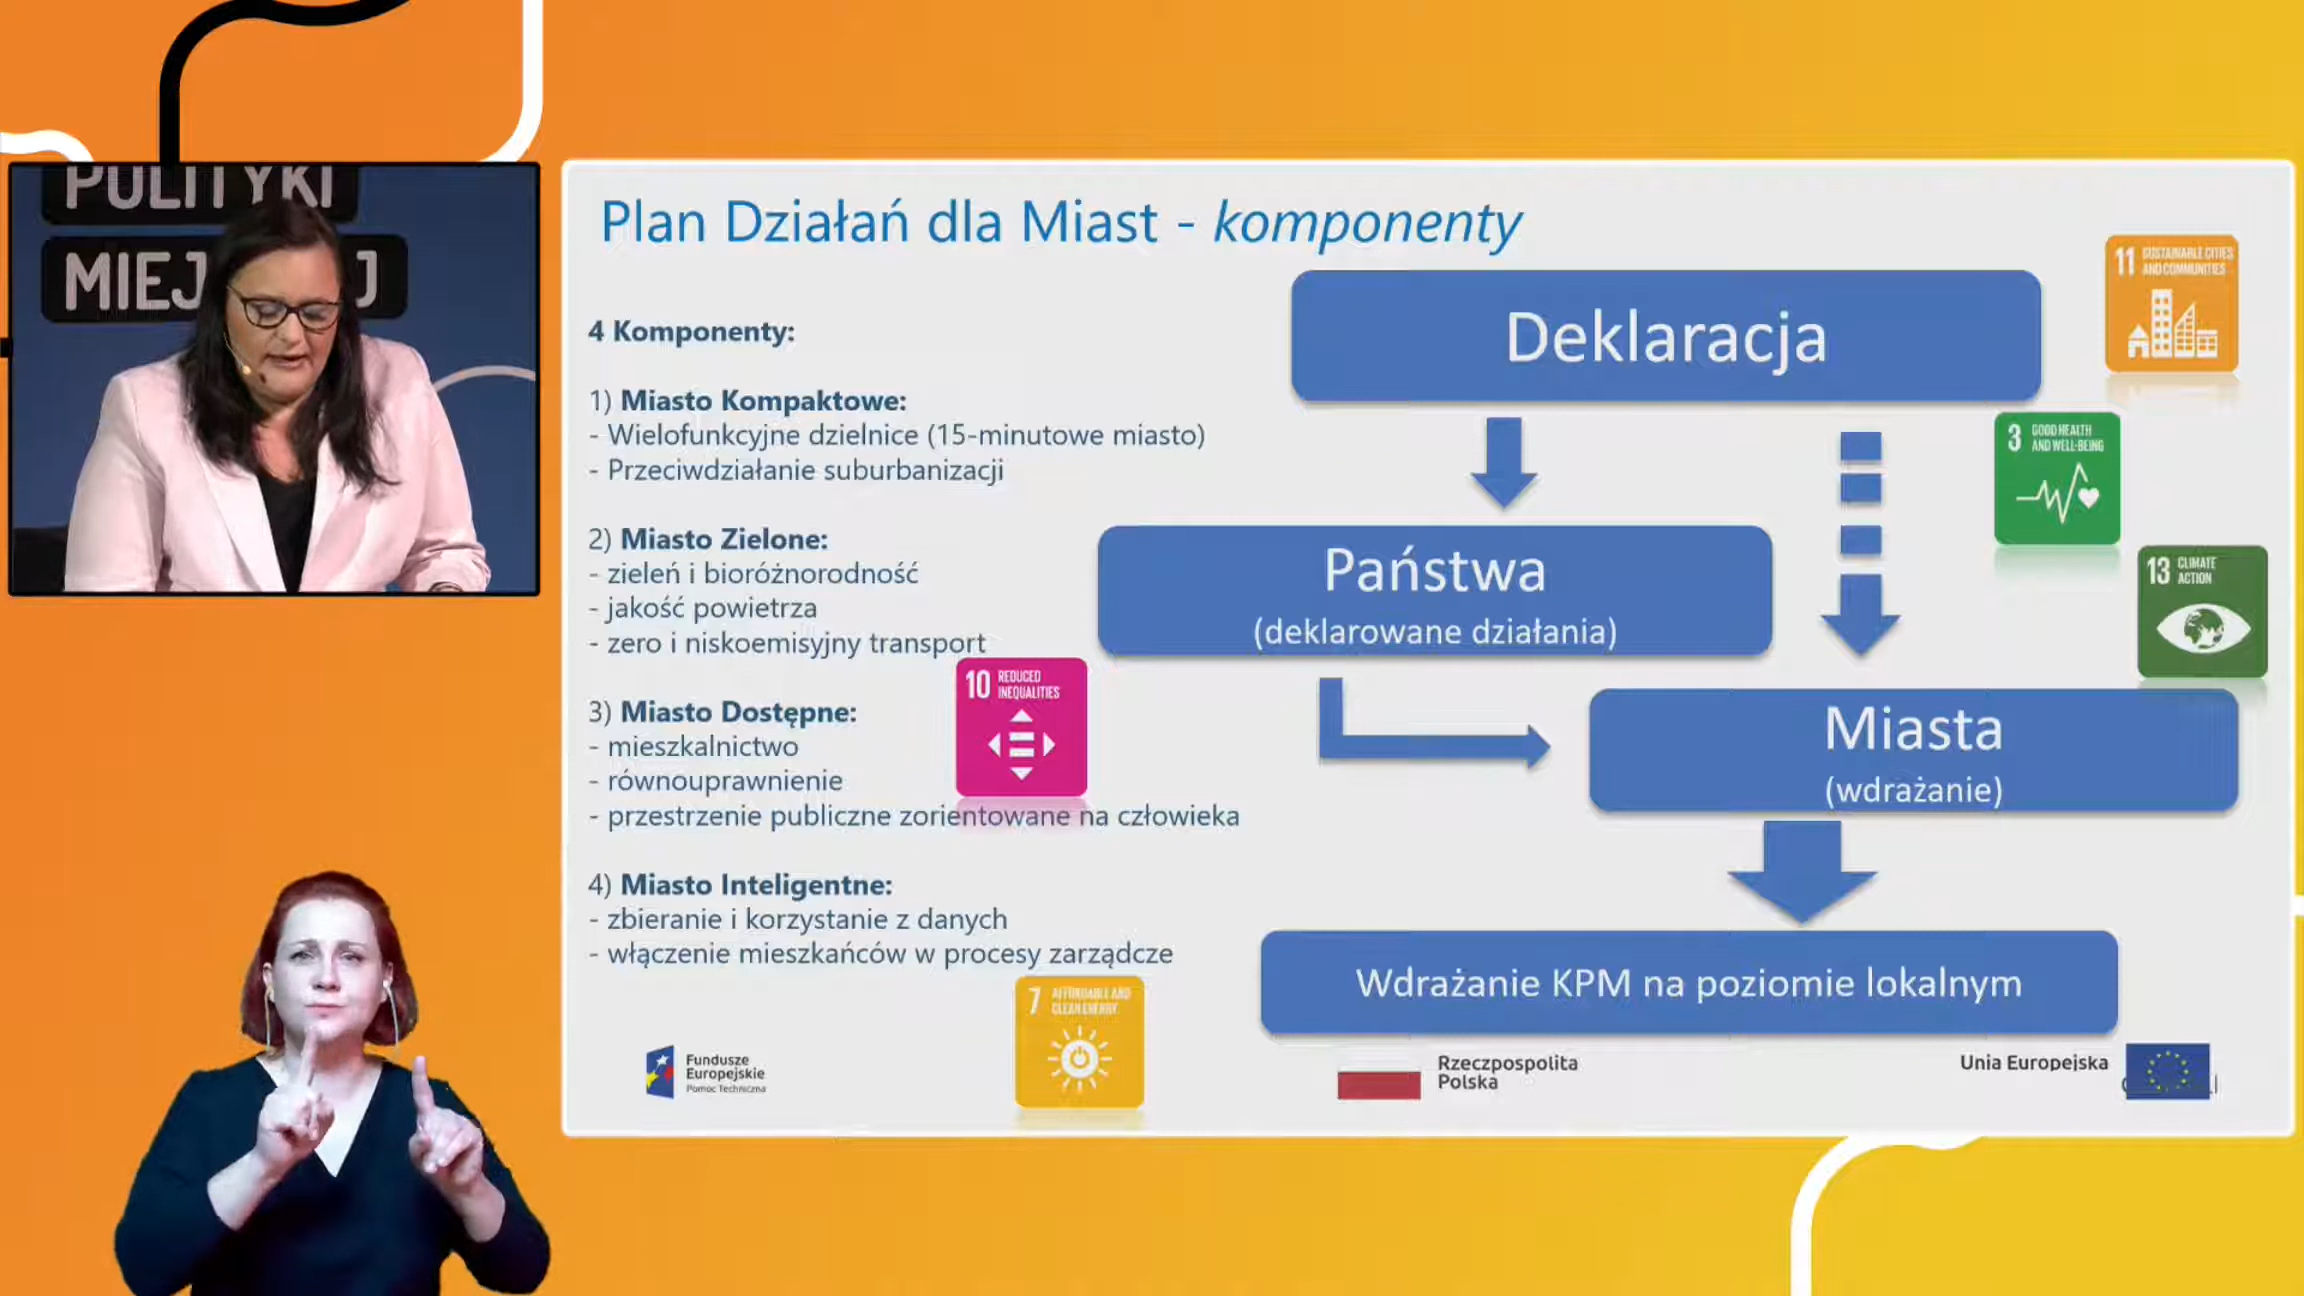 POLITYKI
Plan Działań dla Miast - komponenty
4 Komponenty:
1) Miasto Kompaktowe:
- Wielofunkcyjne dzielnice (15-minutowe miasto)
- Przeciwdziałanie suburbanizacji
2) Miasto Zielone:
- zieleń i bioróżnorodność
- jakość powietrza
- zero i niskoemisyjny transport
3) Miasto Dostępne:
- mieszkalnictwo
- równouprawnienie
- przestrzenie publiczne zorientowane na człowieka
4) Miasto Inteligentne:
- zbieranie i korzystanie z danych
- włączenie mieszkańców w procesy zarządcze
Deklaracja
Państwa
(deklarowane działania)
Miasta
(wdrażanie)
Wdrażanie KPM na poziomie lokalnym
11 SUSTAINABLE CITIES
AND COMMUNITIES
3 GOOD HEALTH
AND WELL-BEING
13 CLIMATE
ACTION
10 REDUCED
INEQUALITIES
7 AFFORDABLE AND
CLEAN ENERGY
Fundusze
Europejskie
Pomoc Techniczna
Rzeczpospolita
Polska
Unia Europejska